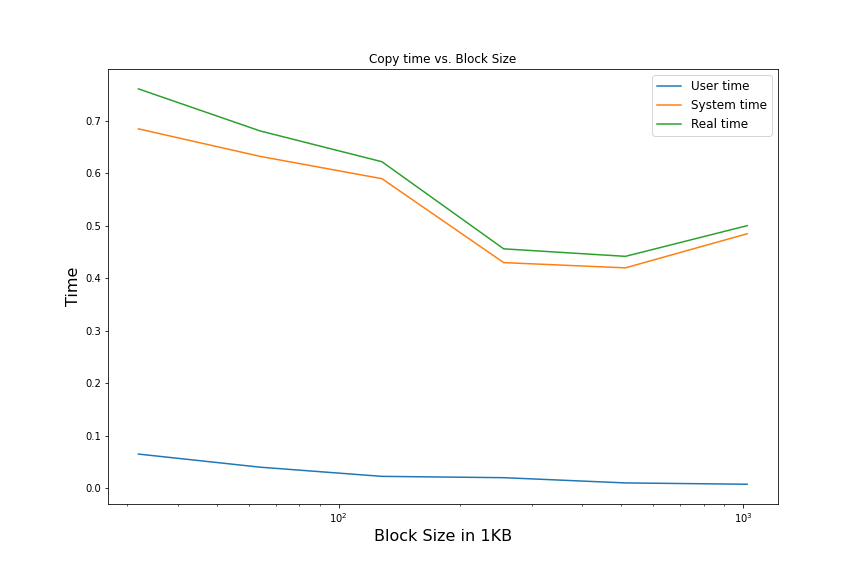 Copy time vs. Block Size
User time
System time
Real time
Time
0.7
0.6
0.5
0.4
0.3
0.2
0.1
0.0
10²
10³
Block Size in 1KB